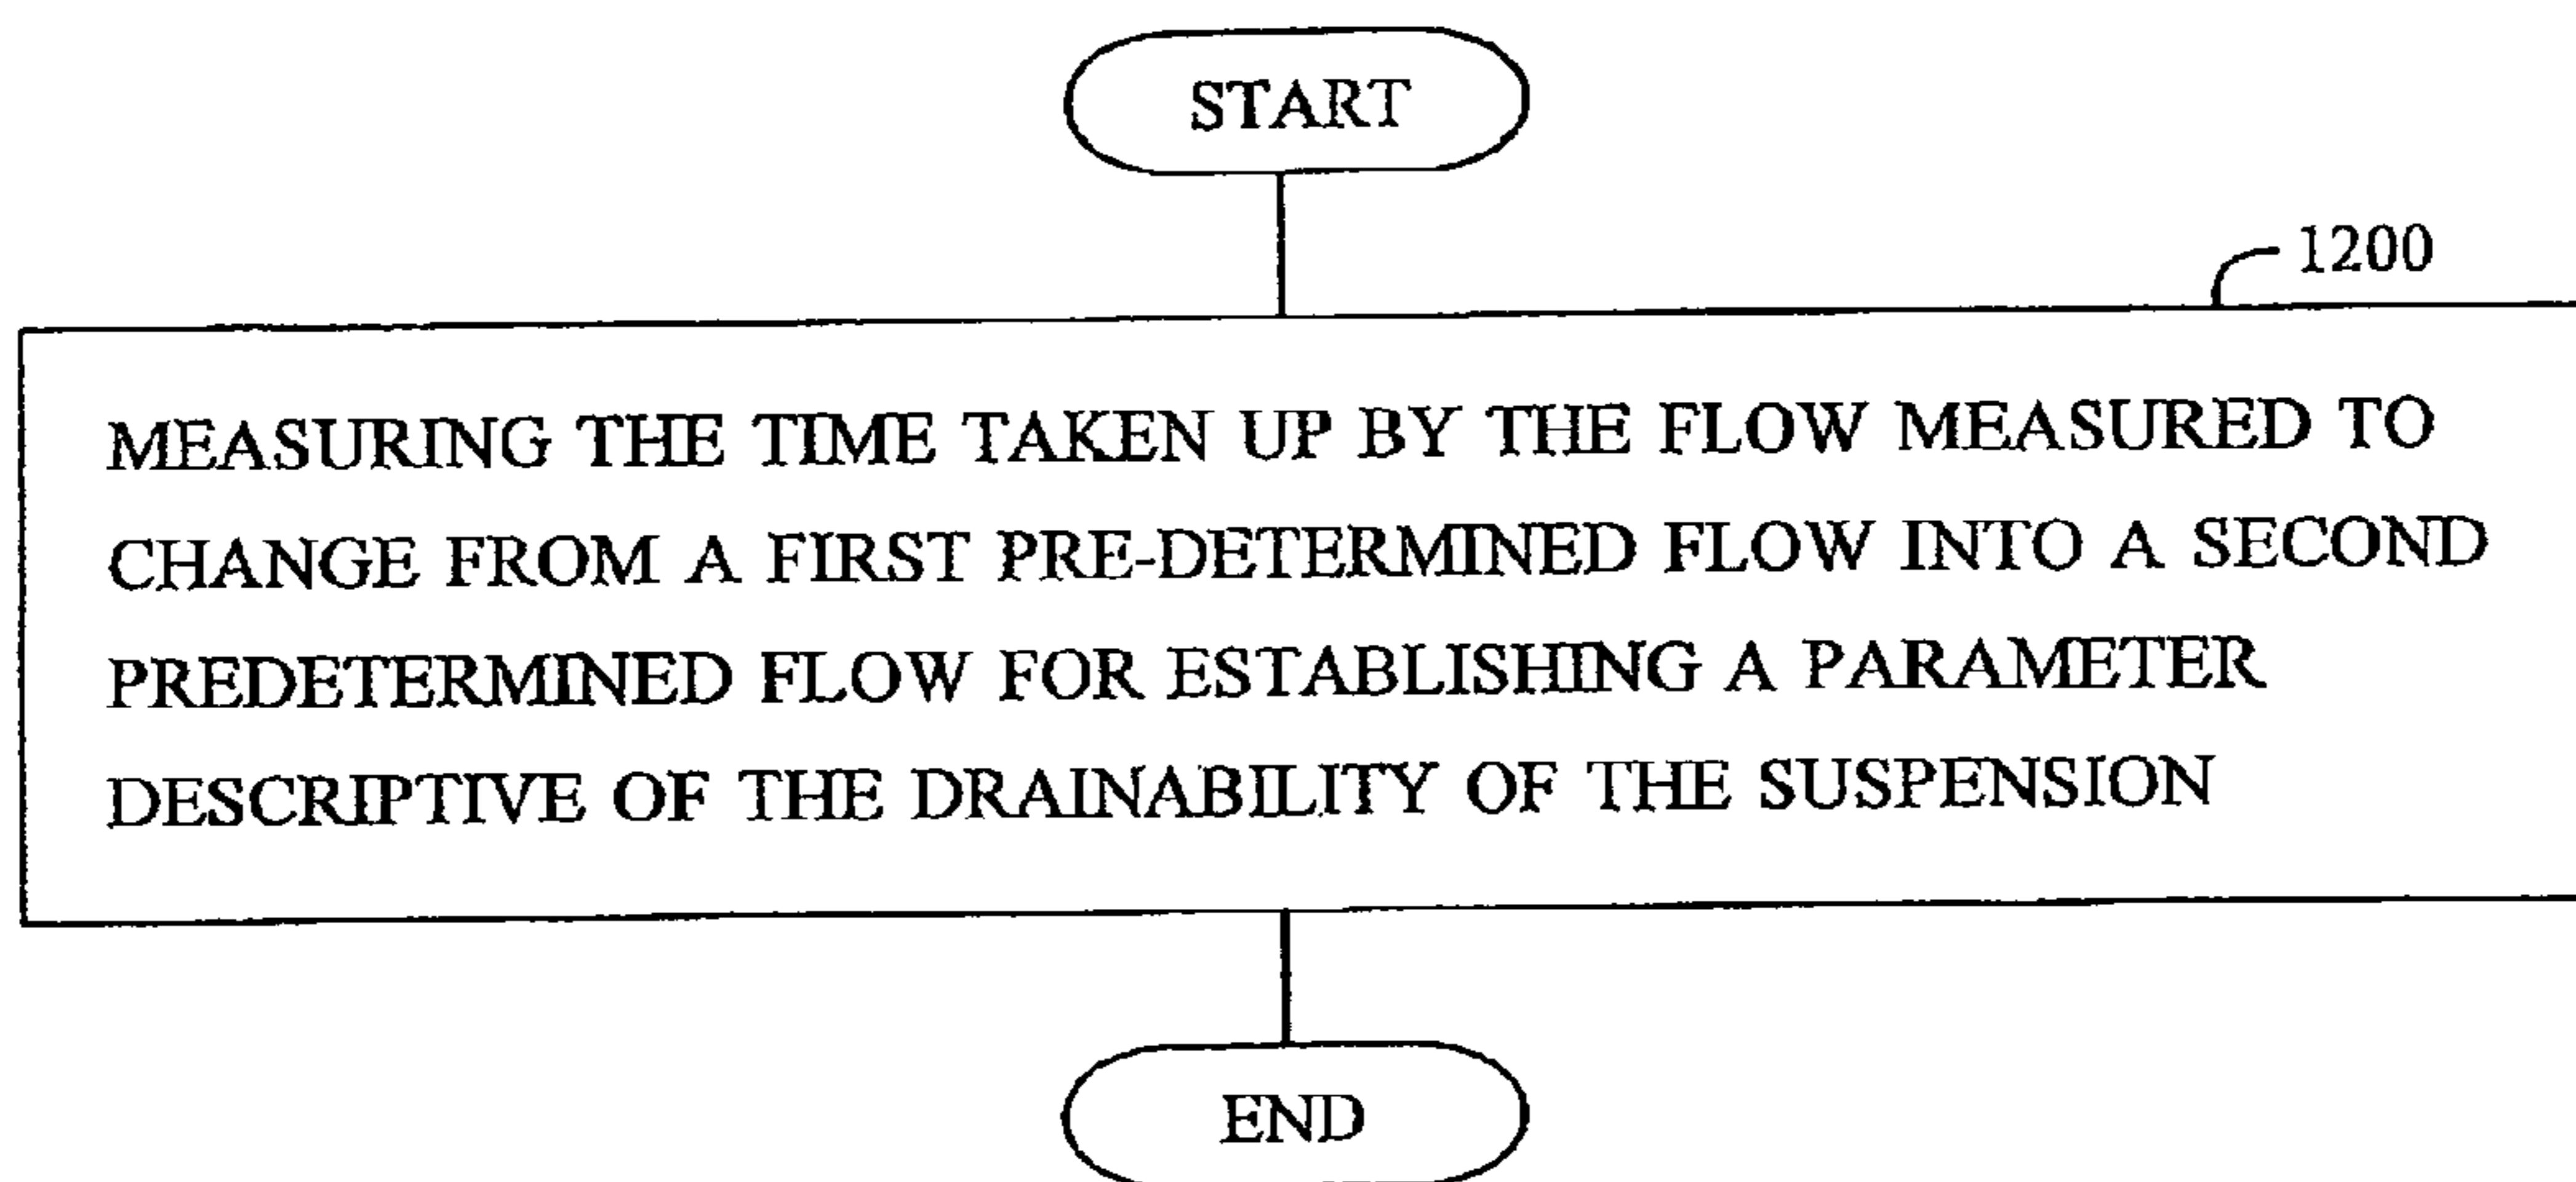 START
1200
MEASURING THE TIME TAKEN UP BY THE FLOW MEASURED TO
CHANGE FROM A FIRST PRE-DETERMINED FLOW INTO A SECOND
PREDETERMINED FLOW FOR ESTABLISHING A PARAMETER
DESCRIPTIVE OF THE DRAINABILITY OF THE SUSPENSION
END